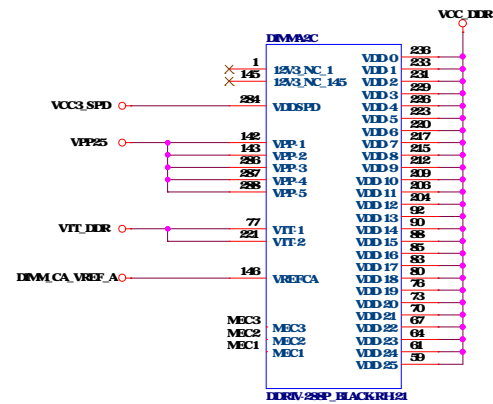 VCC_DDR
DIMMA2C
1 12V3_NC_1
145 12V3_NC_145
VCC3_SPD 284 VDDSPD
VPP25 142 VPP-1
143 VPP-2
286 VPP-3
287 VPP-4
288 VPP-5
VTT_DDR 77 VTT-1
221 VTT-2
DIMM_CA_VREF_A 146 VREFCA
MEC3 MEC3
MEC2 MEC2
MEC1 MEC1
VDD-0 236
VDD-1 233
VDD-2 231
VDD-3 229
VDD-4 226
VDD-5 223
VDD-6 220
VDD-7 217
VDD-8 215
VDD-9 212
VDD-10 209
VDD-11 206
VDD-12 204
VDD-13 92
VDD-14 90
VDD-15 88
VDD-16 85
VDD-17 83
VDD-18 80
VDD-19 76
VDD-20 73
VDD-21 70
VDD-22 67
VDD-23 64
VDD-24 61
VDD-25 59
DDRIV-288P_BLACK-RH-21